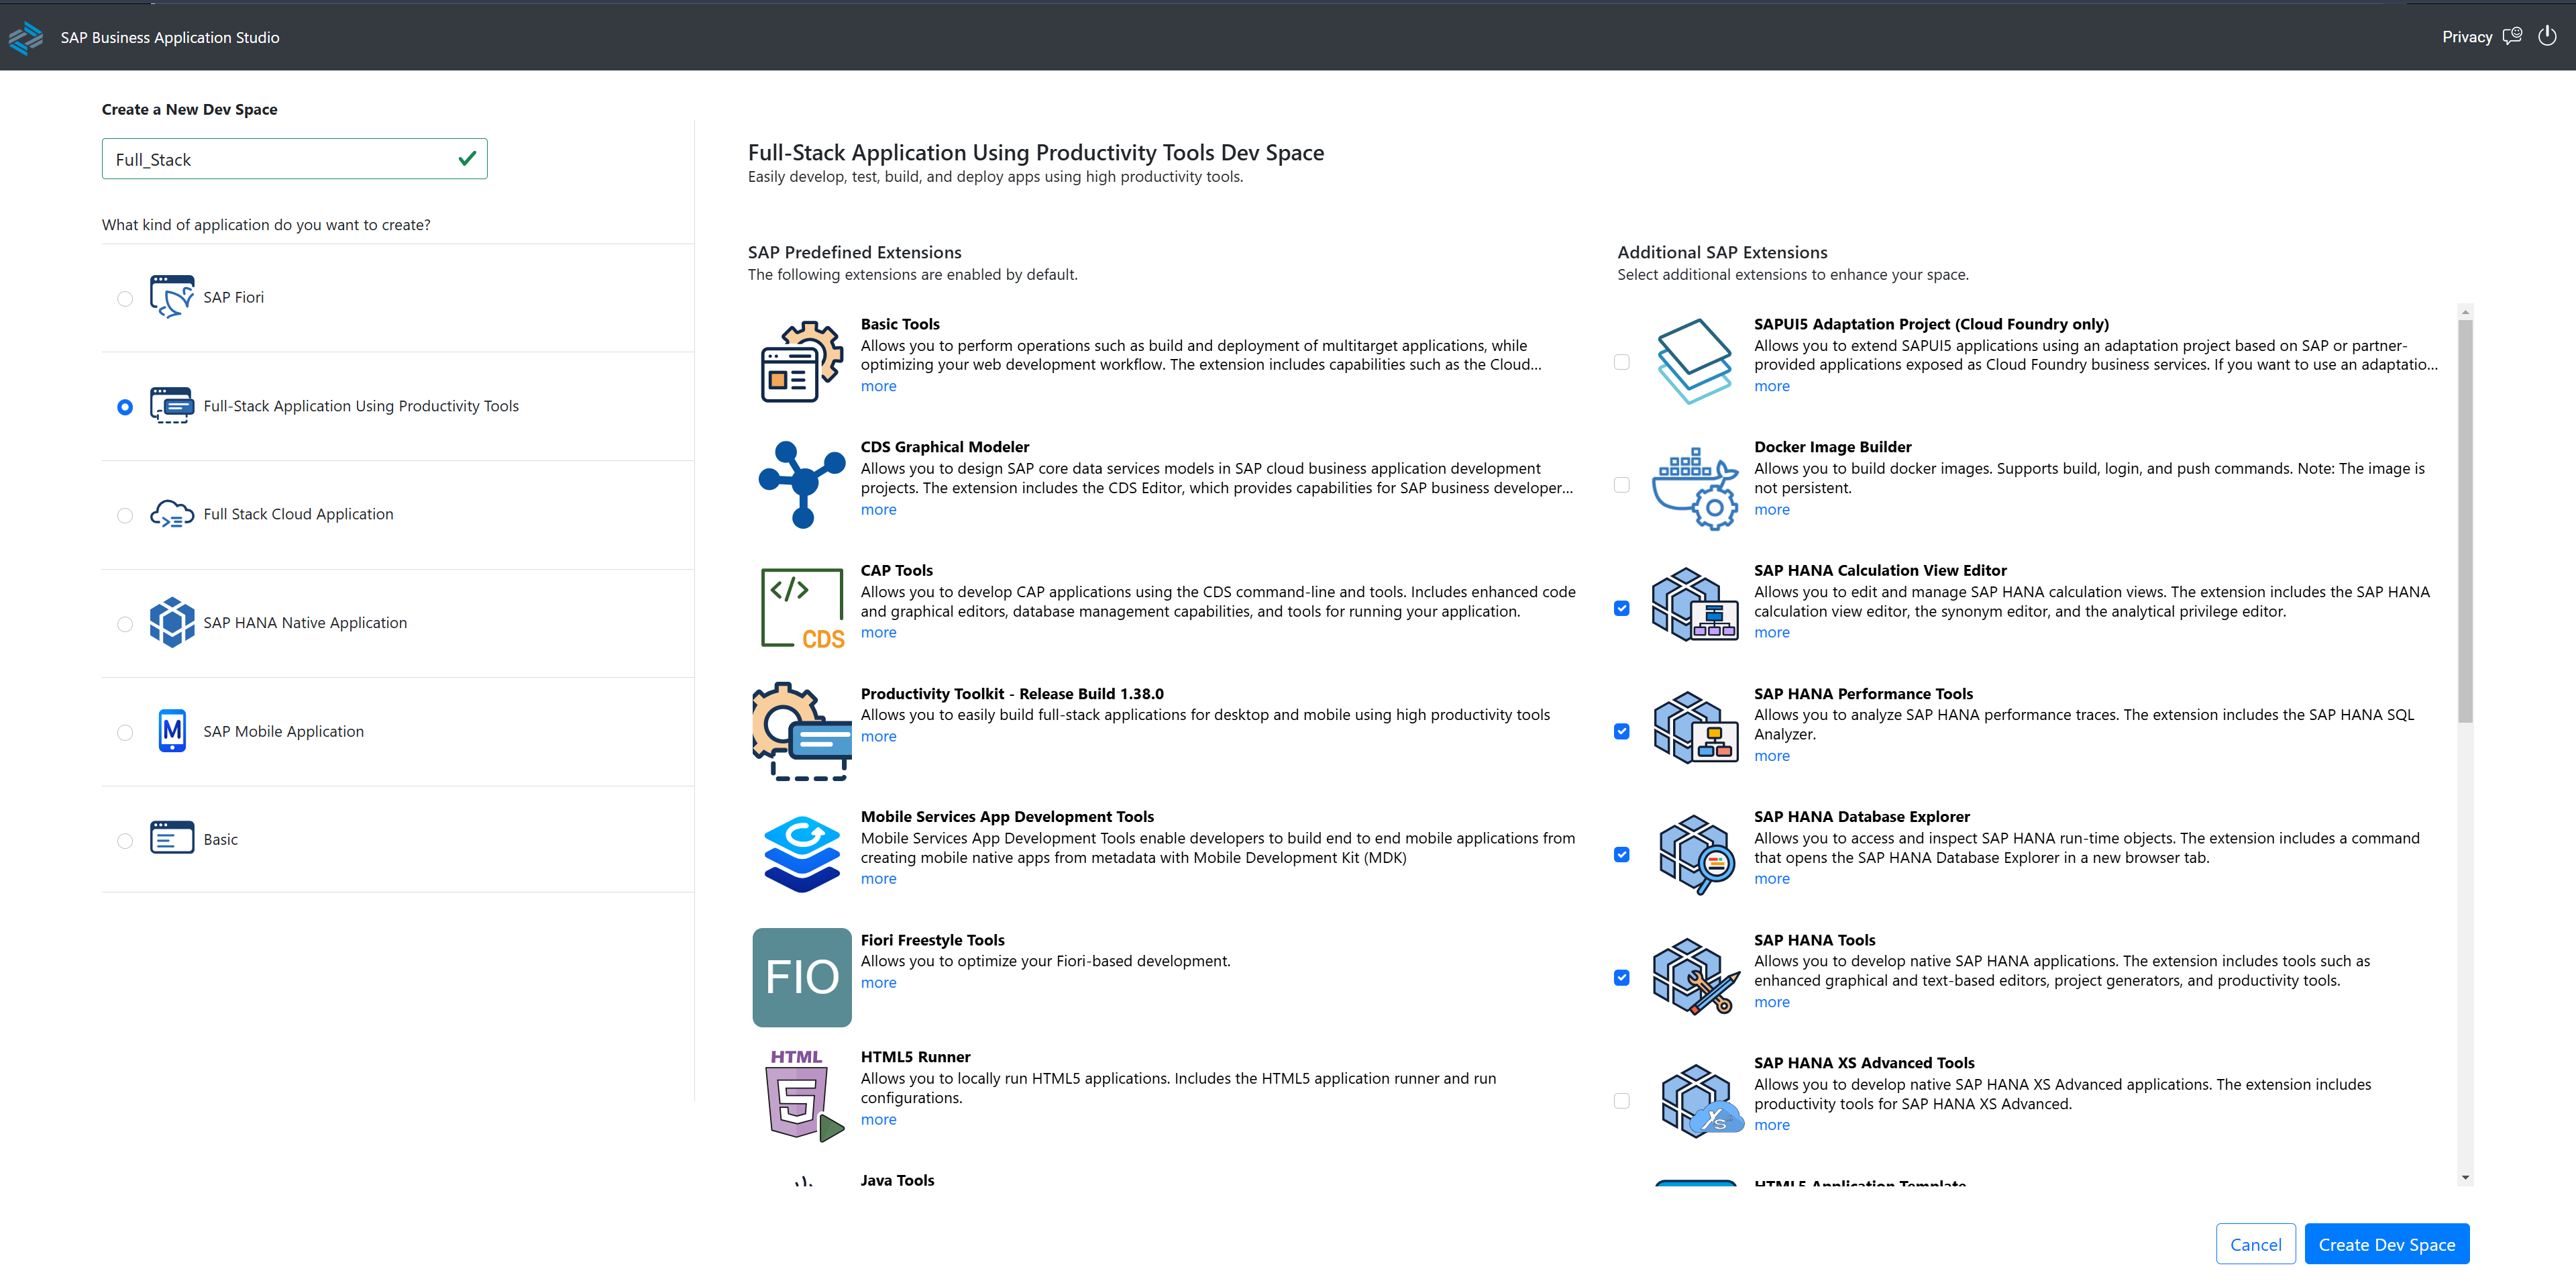 SAP Business Application Studio
Privacy
Create a New Dev Space
Full_Stack
What kind of application do you want to create?
SAP Fiori
Full-Stack Application Using Productivity Tools
Full Stack Cloud Application
SAP HANA Native Application
M
SAP Mobile Application
Basic
Full-Stack Application Using Productivity Tools Dev Space
Easily develop, test, build, and deploy apps using high productivity tools.
SAP Predefined Extensions
The following extensions are enabled by default.
Basic Tools
Allows you to perform operations such as build and deployment of multitarget applications, while
optimizing your web development workflow. The extension includes capabilities such as the Cloud...
more
CDS Graphical Modeler
Allows you to design SAP core data services models in SAP cloud business application development
projects. The extension includes the CDS Editor, which provides capabilities for SAP business developer...
more
</>
CDS
CAP Tools
Allows you to develop CAP applications using the CDS command-line and tools. Includes enhanced code
and graphical editors, database management capabilities, and tools for running your application.
more
Productivity Toolkit - Release Build 1.38.0
Allows you to easily build full-stack applications for desktop and mobile using high productivity tools
more
Mobile Services App Development Tools
Mobile Services App Development Tools enable developers to build end to end mobile applications from
creating mobile native apps from metadata with Mobile Development Kit (MDK)
more
FIO
Fiori Freestyle Tools
Allows you to optimize your Fiori-based development.
more
HTML
5
HTML5 Runner
Allows you to locally run HTML5 applications. Includes the HTML5 application runner and run
configurations.
more
Java Tools
Additional SAP Extensions
Select additional extensions to enhance your space.
SAPUI5 Adaptation Project (Cloud Foundry only)
Allows you to extend SAPUI5 applications using an adaptation project based on SAP or partner-
provided applications exposed as Cloud Foundry business services. If you want to use an adaptatio...
more
Docker Image Builder
Allows you to build docker images. Supports build, login, and push commands. Note: The image is
not persistent.
more
SAP HANA Calculation View Editor
Allows you to edit and manage SAP HANA calculation views. The extension includes the SAP HANA
calculation view editor, the synonym editor, and the analytical privilege editor.
more
SAP HANA Performance Tools
Allows you to analyze SAP HANA performance traces. The extension includes the SAP HANA SQL
Analyzer.
more
SAP HANA Database Explorer
Allows you to access and inspect SAP HANA run-time objects. The extension includes a command
that opens the SAP HANA Database Explorer in a new browser tab.
more
SAP HANA Tools
Allows you to develop native SAP HANA applications. The extension includes tools such as
enhanced graphical and text-based editors, project generators, and productivity tools.
more
XS
SAP HANA XS Advanced Tools
Allows you to develop native SAP HANA XS Advanced applications. The extension includes
productivity tools for SAP HANA XS Advanced.
more
HTML5 Application Template
Cancel
Create Dev Space